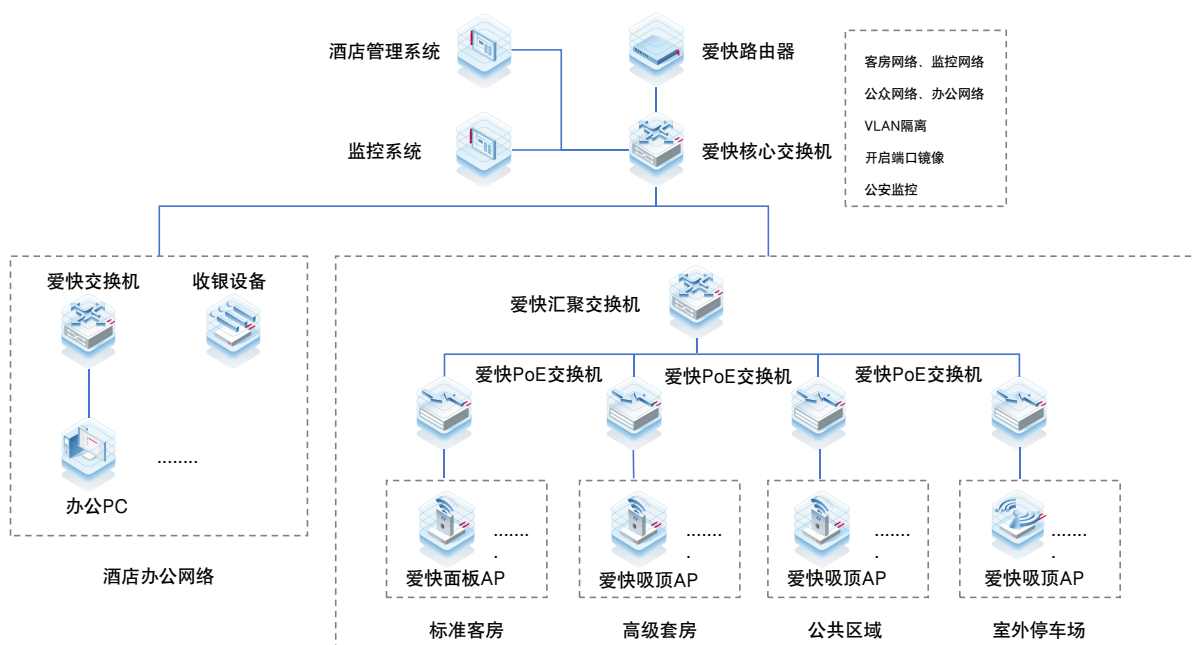 酒店管理系统
爱快路由器
客房网络、监控网络
公众网络、办公网络
VLAN隔离
开启端口镜像
公安监控
监控系统
爱快核心交换机
爱快交换机
收银设备
办公PC
........
酒店办公网络
爱快汇聚交换机
爱快PoE交换机
爱快PoE交换机
爱快PoE交换机
.......
.
爱快面板AP
标准客房
.......
.
爱快吸顶AP
高级套房
.......
.
爱快吸顶AP
公共区域
.......
.
爱快吸顶AP
室外停车场